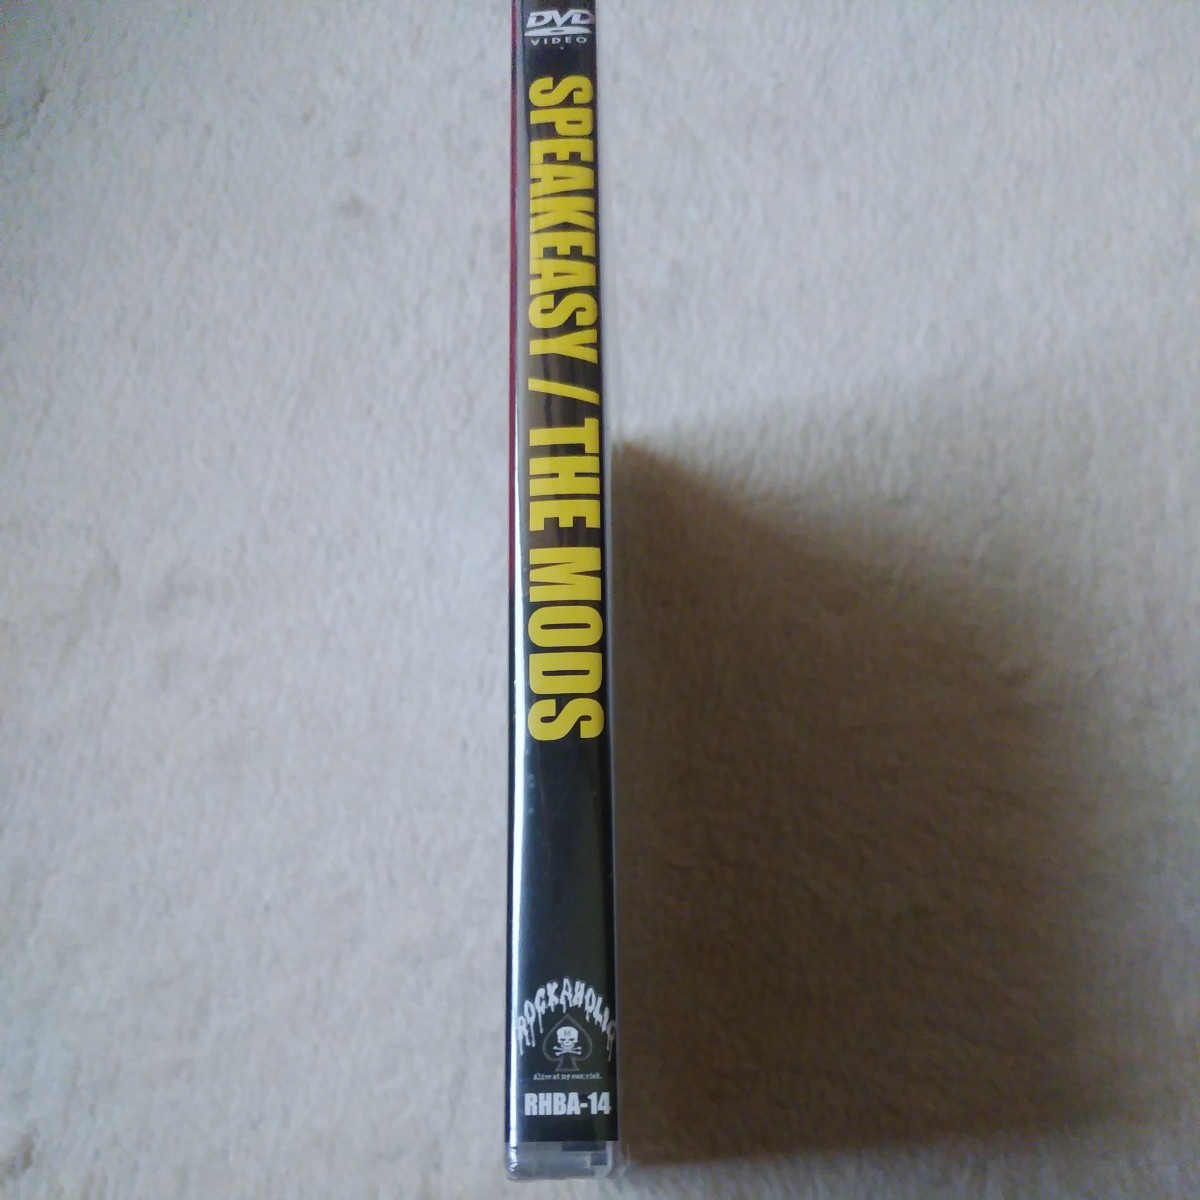 DVD
VIDEO
SPEAKEASY / THE MODS
ROCKAHOLIC
Alive at my own risk.
RHBA-14